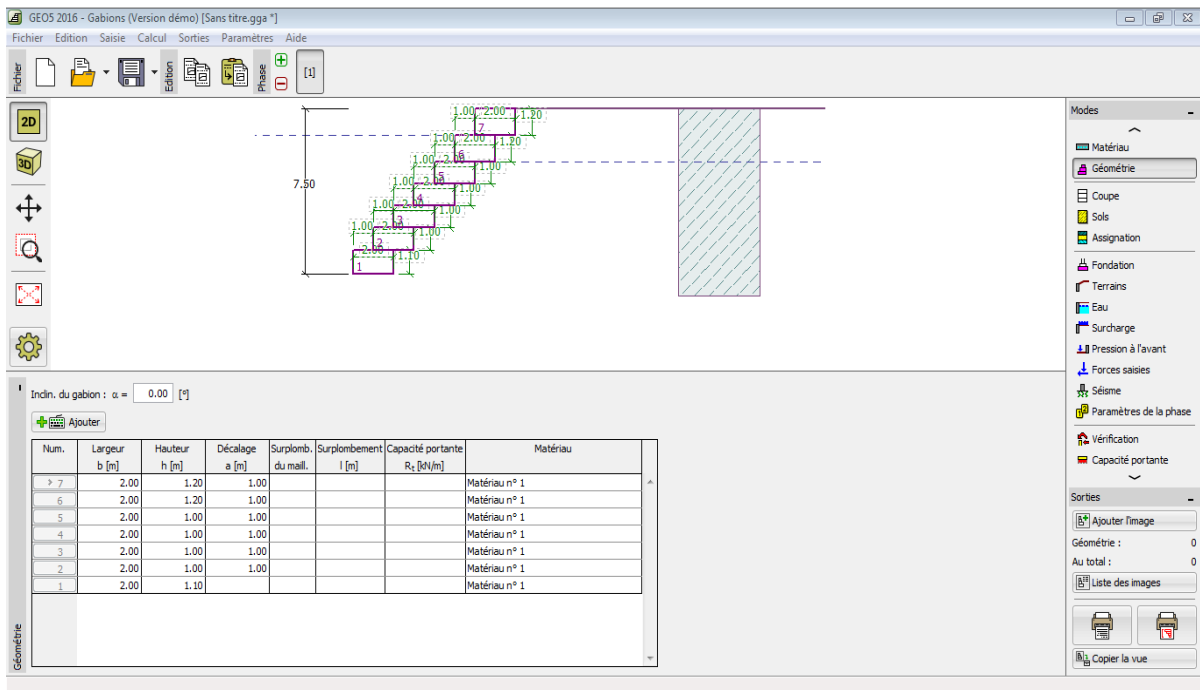 GEO5 2016 - Gabions (Version démo) [Sans titre.gga *]
Fichier Edition Saisie Calcul Sorties Paramètres Aide
Fichier
Edition
Phase
[1]
2D
3D
7.50
1.00 2.00 1.20
7
1.00 2.00 1.20
6
1.00 2.00 1.00
5
1.00 2.00 1.00
4
1.00 2.00 1.00
3
1.00 2.00 1.00
2
2.00 1.10
1
Modes
Matériau
Géométrie
Coupe
Sols
Assignation
Fondation
Terrains
Eau
Surcharge
Pression à l'avant
Forces saisies
Séisme
Paramètres de la phase
Vérification
Capacité portante
Sorties
Ajouter l'image
Géométrie : 0
Au total : 0
Liste des images
Copier la vue
Géométrie
Inclin. du gabion : α = 0.00 [°]
Ajouter
Num. Largeur Hauteur Décalage Surplomb. Surplombement Capacité portante Matériau
b [m] h [m] a [m] du maill. l [m] Rt [kN/m]
> 7 2.00 1.20 1.00 Matériau n° 1
6 2.00 1.20 1.00 Matériau n° 1
5 2.00 1.00 1.00 Matériau n° 1
4 2.00 1.00 1.00 Matériau n° 1
3 2.00 1.00 1.00 Matériau n° 1
2 2.00 1.00 1.00 Matériau n° 1
1 2.00 1.10 Matériau n° 1